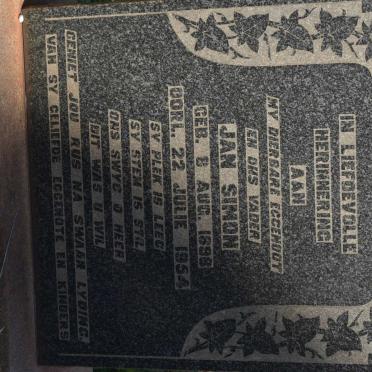 IN LIEFDEVOLLE
HERINNERING
AAN
MY DIERBARE EGGENOOT
EN ONS VADER
JAN SIMON
GEB. 8 AUG. 1898
OORL. 22 JULIE 1954
SY PLEK IS LEEG
SY STEM IS STIL
ONS SWYG O HEER
DIT WAS U WIL
GENIET JOU RUS NA SWAAR LYDING.
VAN SY GELIEFDE EGGENOTE EN KINDERS